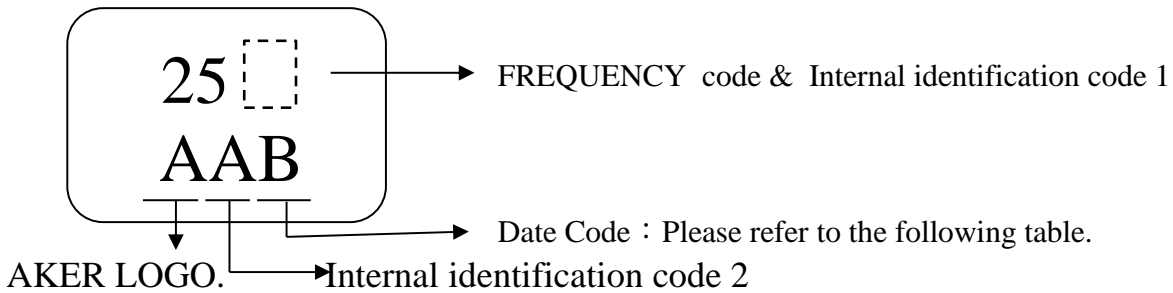 25 FREQUENCY code & Internal identification code 1
AAB
Date Code：Please refer to the following table.
AKER LOGO. Internal identification code 2